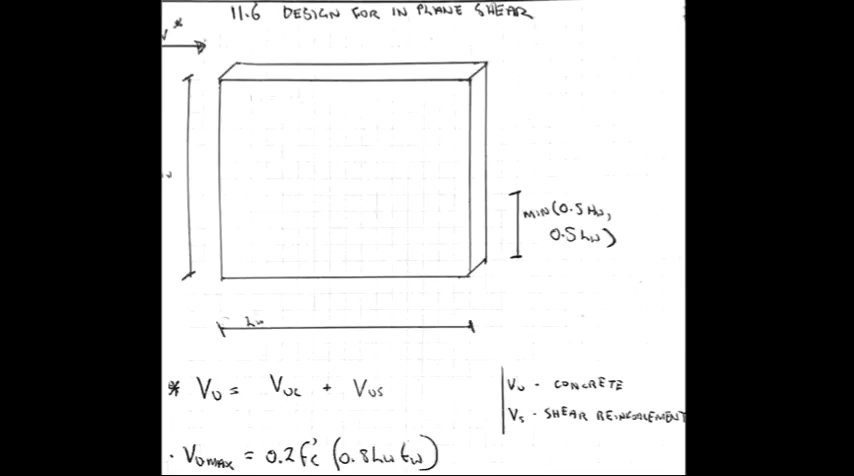 11.6 DESIGN FOR IN PLANE SHEAR
V*
MIN(0.5HW,
0.5LW)
LW
* VU = VUC + VUS
VU - CONCRETE
VS - SHEAR REINFORCEMENT
. VUMAX = 0.2f'c (0.8LW tW)